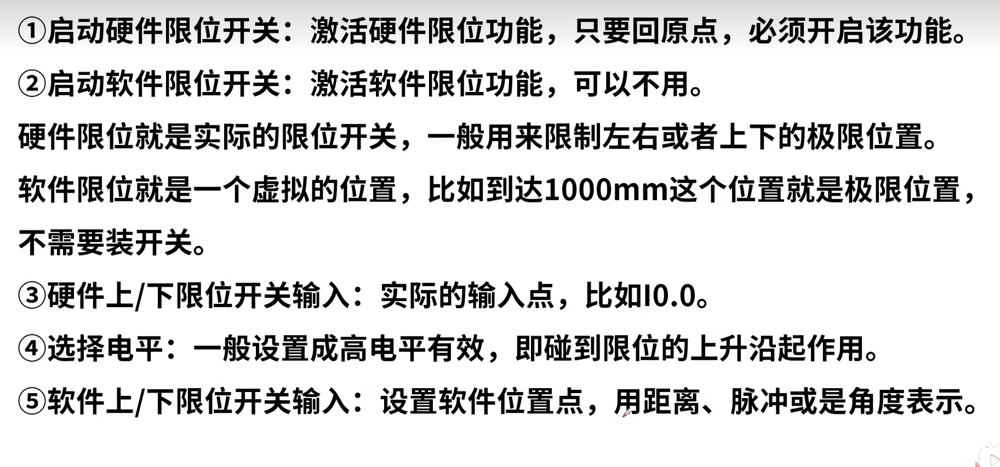 ①启动硬件限位开关：激活硬件限位功能，只要回原点，必须开启该功能。
②启动软件限位开关：激活软件限位功能，可以不用。
硬件限位就是实际的限位开关，一般用来限制左右或者上下的极限位置。
软件限位就是一个虚拟的位置，比如到达1000mm这个位置就是极限位置，
不需要装开关。
③硬件上/下限位开关输入：实际的输入点，比如I0.0。
④选择电平：一般设置成高电平有效，即碰到限位的上升沿起作用。
⑤软件上/下限位开关输入：设置软件位置点，用距离、脉冲或是角度表示。